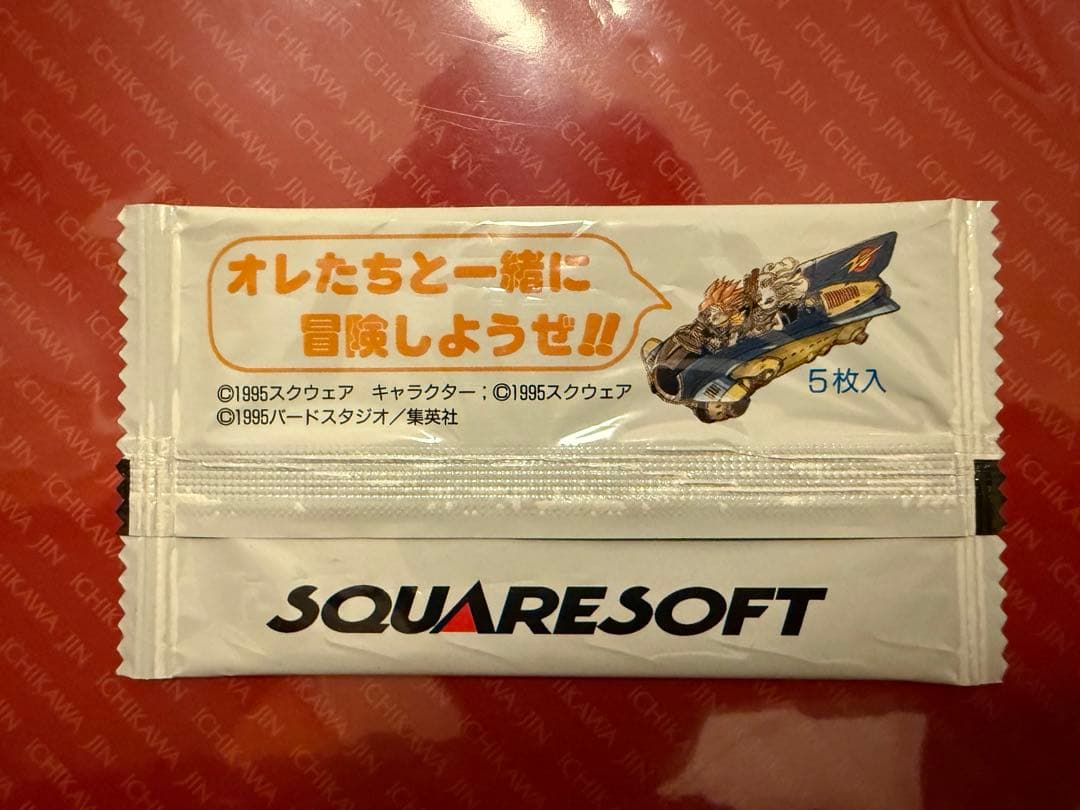 オレたちと一緒に
冒険しようぜ!!
©1995スクウェア キャラクター;©1995スクウェア
©1995バードスタジオ/集英社
5枚入
SQUARESOFT
ICHIKAWA JIN